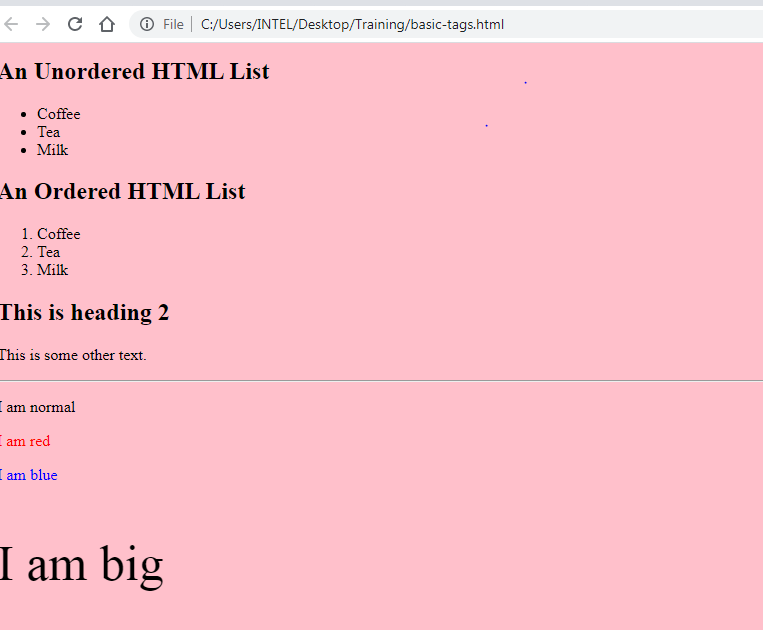 File C:/Users/INTEL/Desktop/Training/basic-tags.html
An Unordered HTML List
• Coffee
• Tea
• Milk
An Ordered HTML List
1. Coffee
2. Tea
3. Milk
This is heading 2
This is some other text.
I am normal
I am red
I am blue
I am big